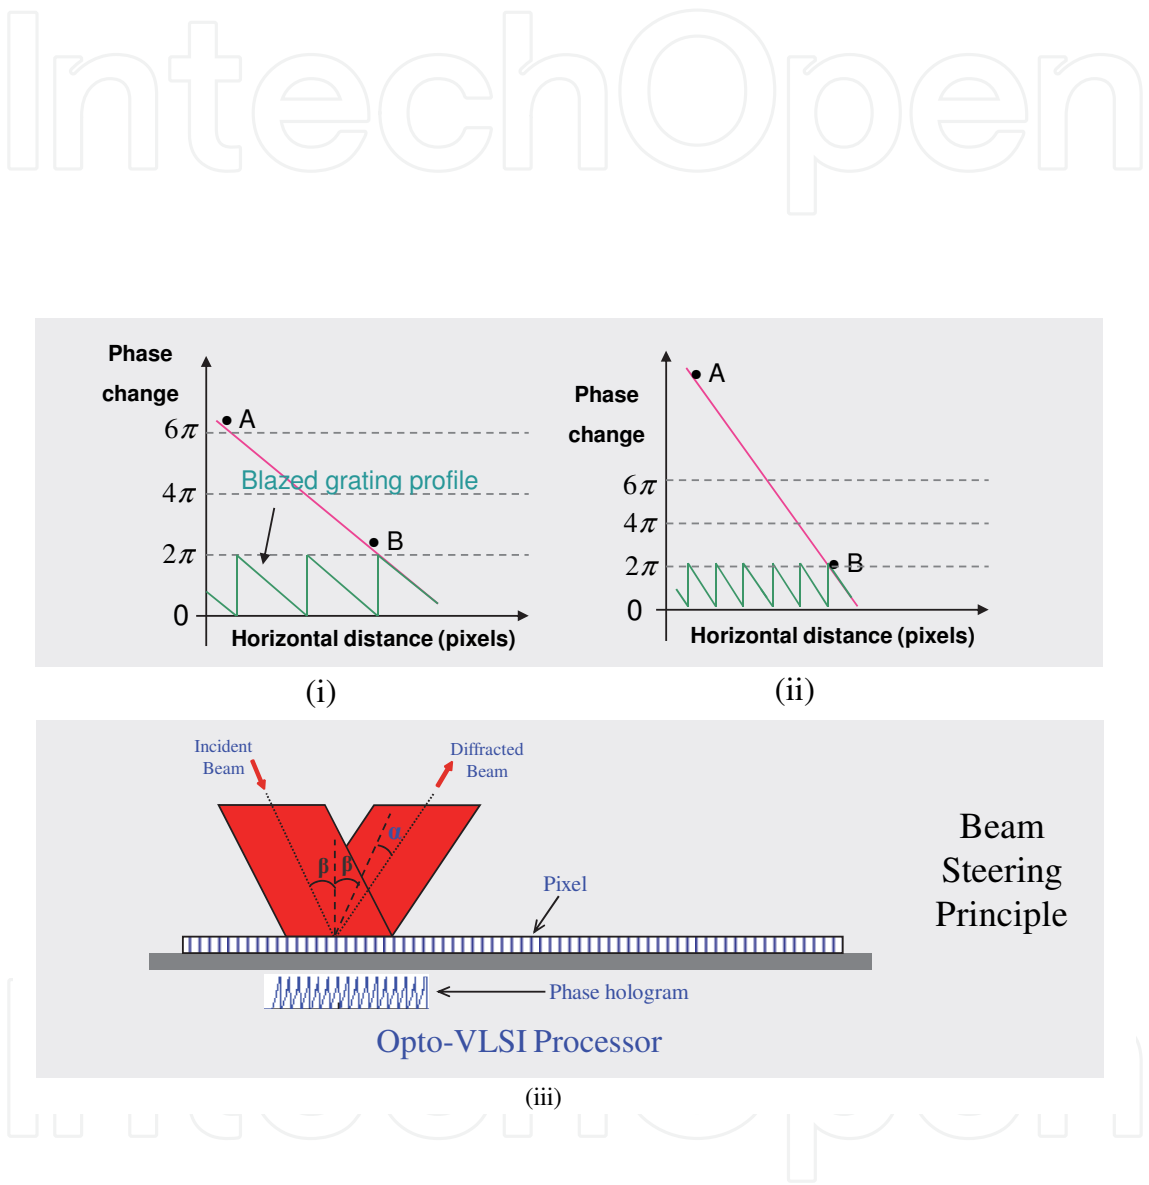 IntechOpen
Phase
change
A
6π
Blazed grating profile
4π
B
2π
0
Horizontal distance (pixels)
(i)
A
Phase
change
6π
4π
2π
B
0
Horizontal distance (pixels)
(ii)
Incident
Beam
Diffracted
Beam
α
β β
Pixel
Beam
Steering
Principle
Phase hologram
Opto-VLSI Processor
(iii)
IntechOpen